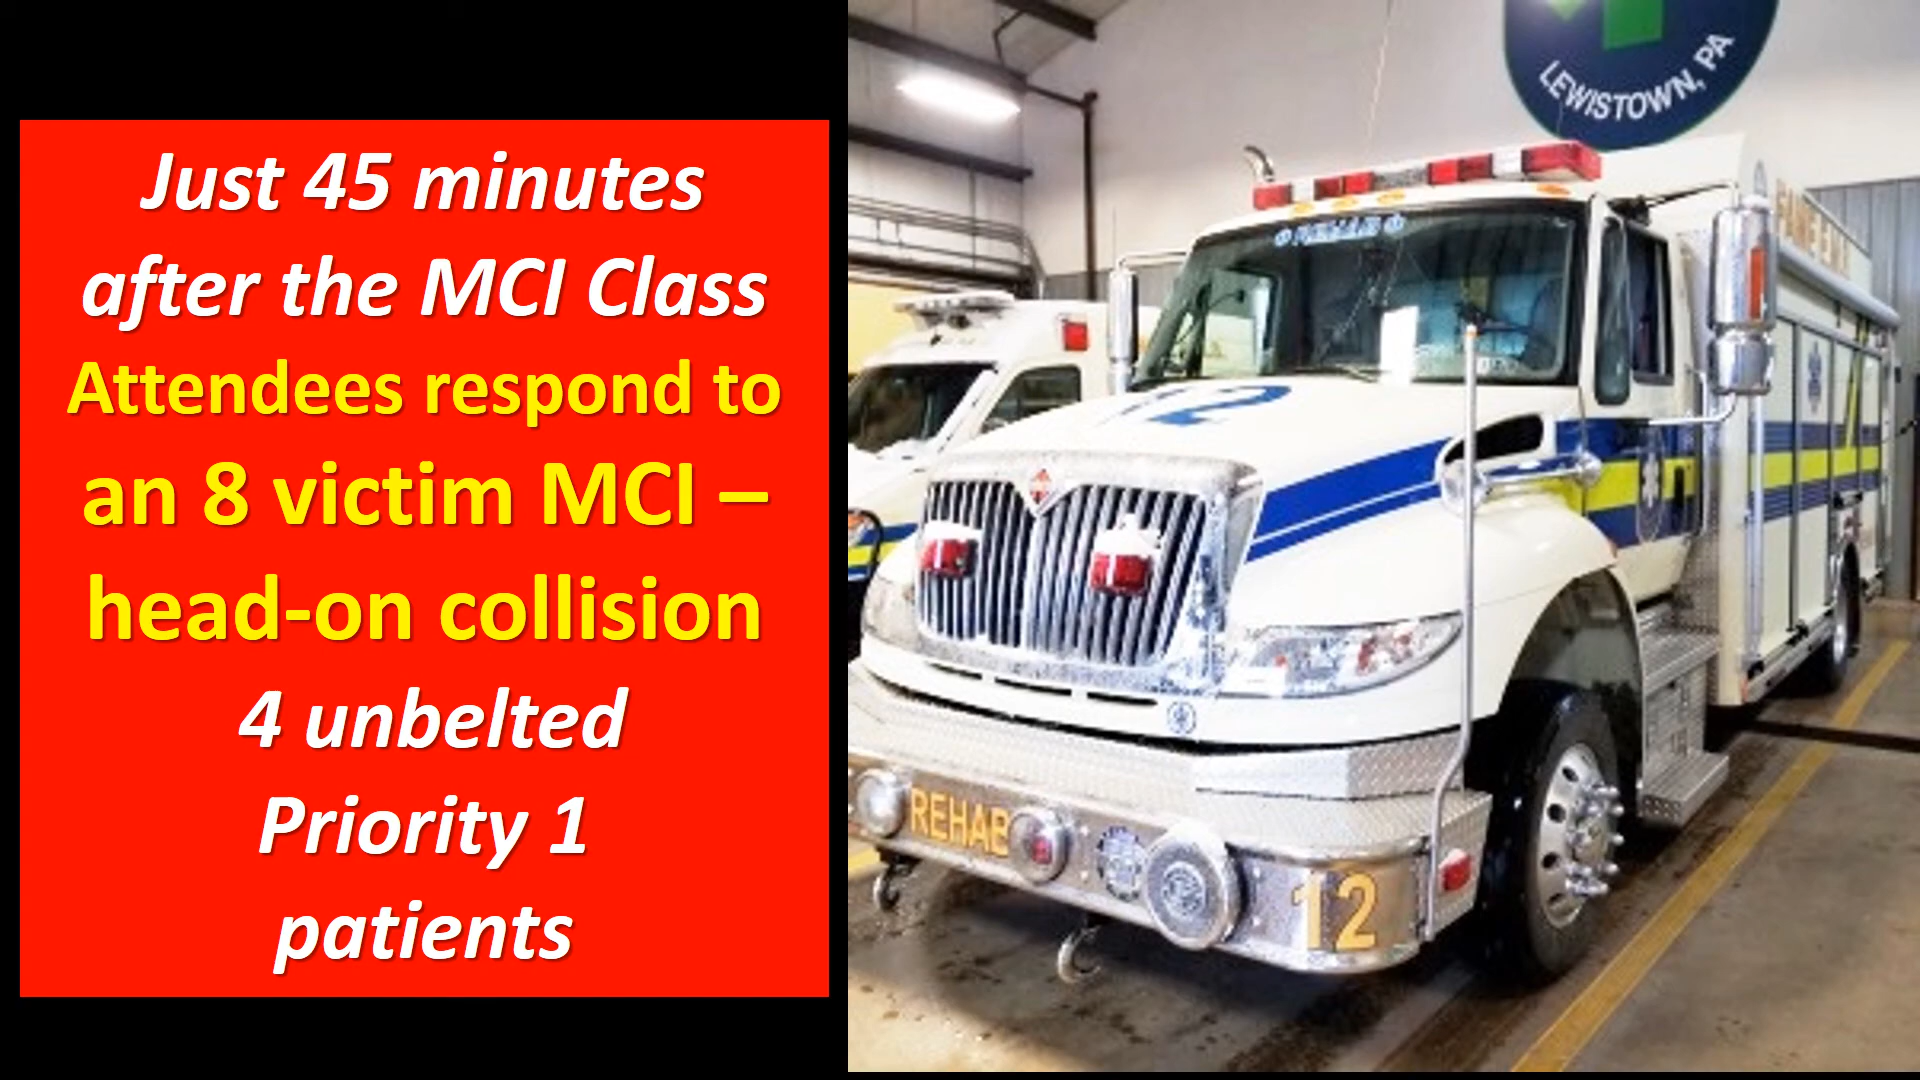 Just 45 minutes
after the MCI Class
Attendees respond to
an 8 victim MCI –
head-on collision
4 unbelted
Priority 1
patients
LEWISTOWN, PA
REHAB
12
REHAB
12